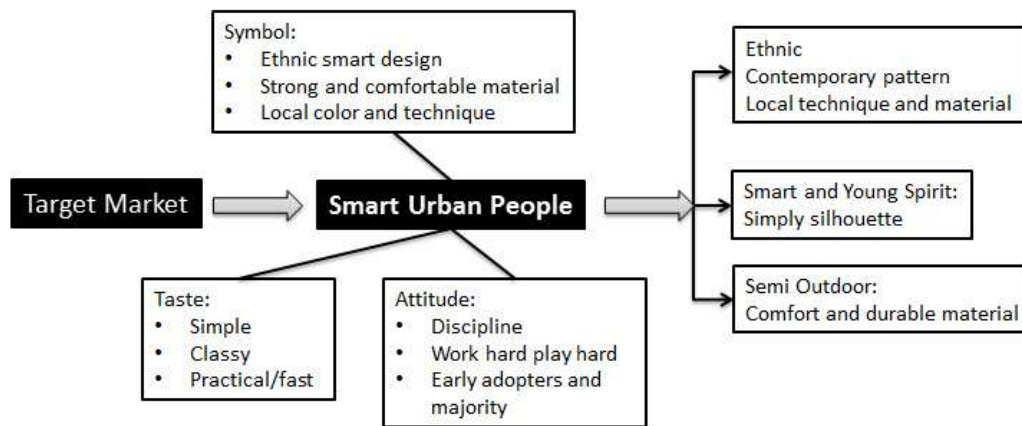 Symbol:
• Ethnic smart design
• Strong and comfortable material
• Local color and technique
Target Market
Smart Urban People
Taste:
• Simple
• Classy
• Practical/fast
Attitude:
• Discipline
• Work hard play hard
• Early adopters and
majority
Ethnic
Contemporary pattern
Local technique and material
Smart and Young Spirit:
Simply silhouette
Semi Outdoor:
Comfort and durable material